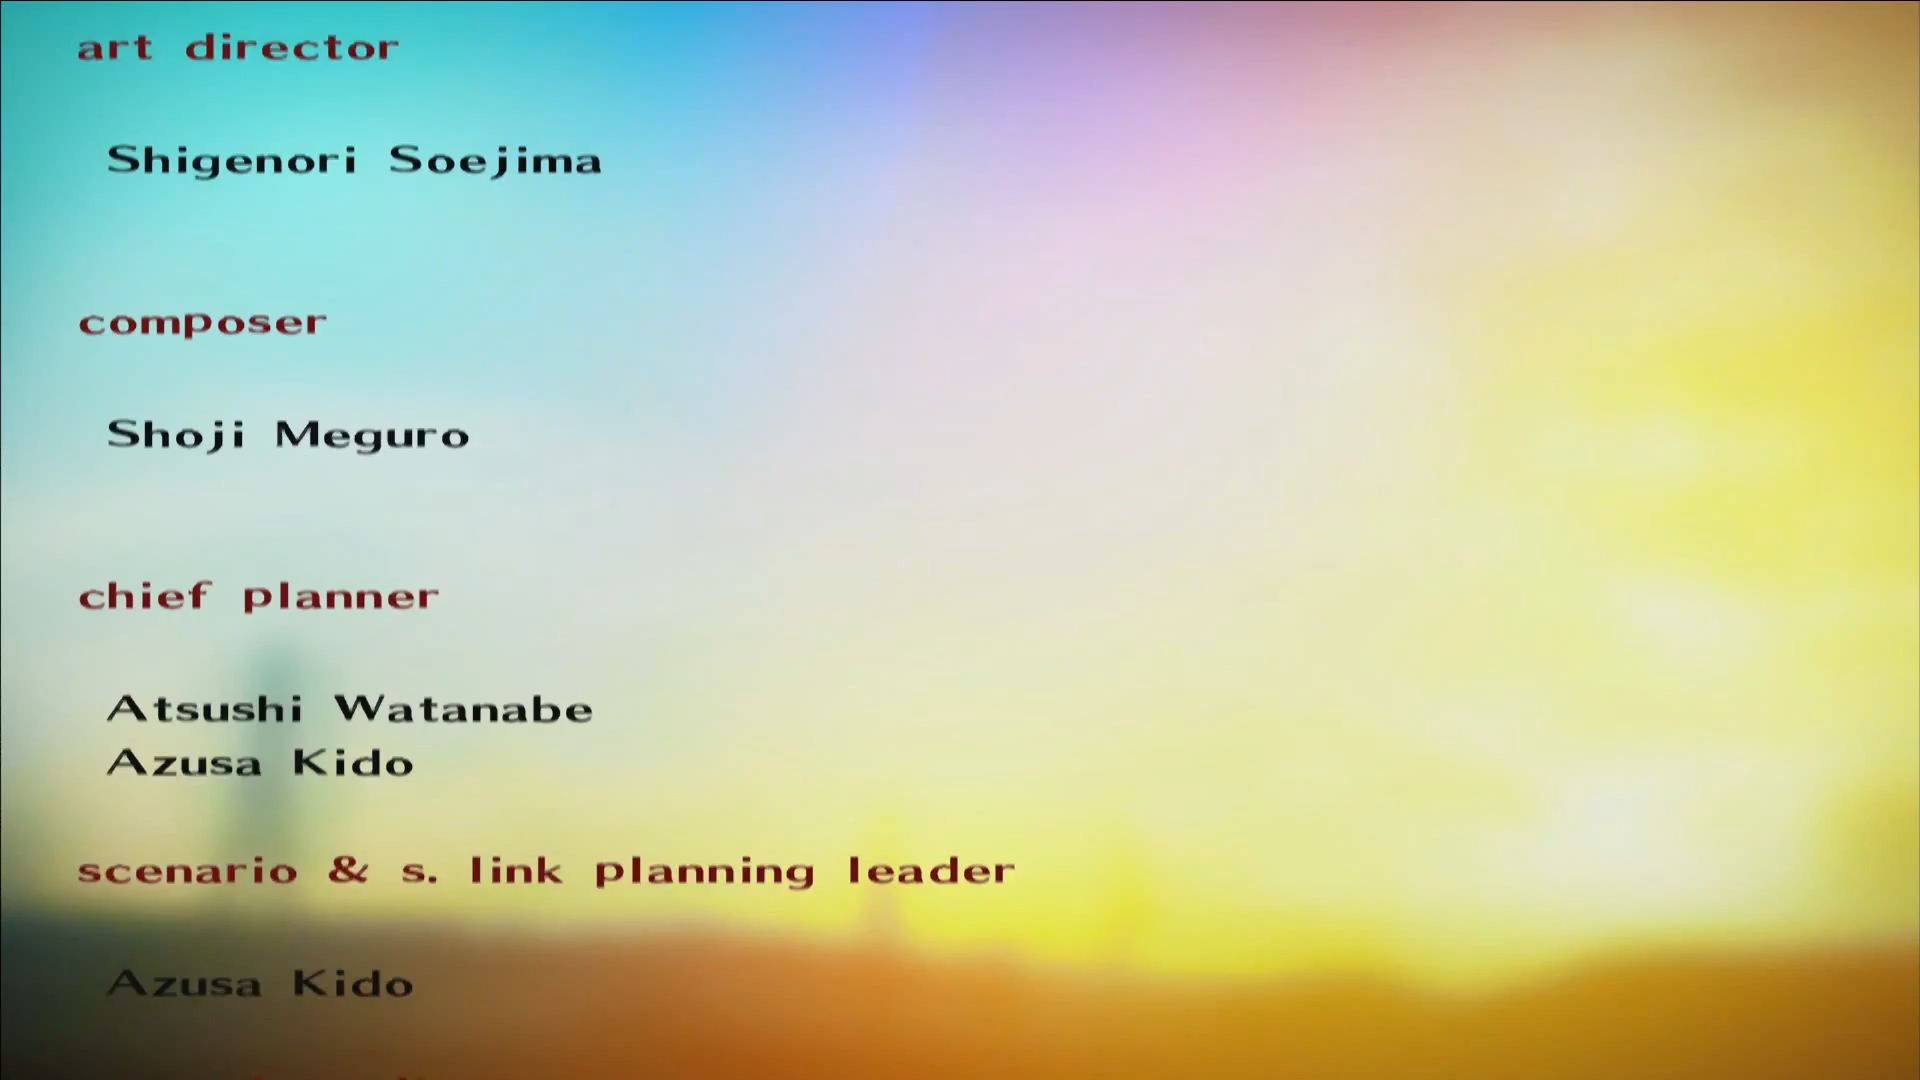 art director
Shigenori Soejima
composer
Shoji Meguro
chief planner
Atsushi Watanabe
Azusa Kido
scenario & s. link planning leader
Azusa Kido